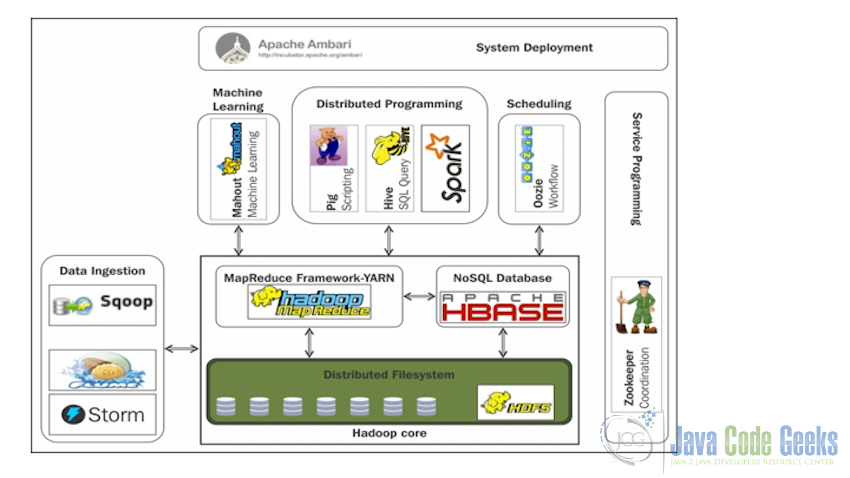 Apache Ambari
http://incubator.apache.org/ambari
System Deployment
Machine
Learning
mahout
Mahout
Machine Learning
Distributed Programming
Pig
Scripting
HIVE
Hive
SQL Query
Spark
Scheduling
OOZIE
Oozie
Workflow
Service Programming
Zookeeper
Coordination
Data Ingestion
Sqoop
flume
Storm
MapReduce Framework-YARN
hadoop
Map Reduce
NoSQL Database
APACHE
HBASE
Distributed Filesystem
HDFS
Hadoop core
JCG
Java Code Geeks
Java 2 Java Developers Resource Center